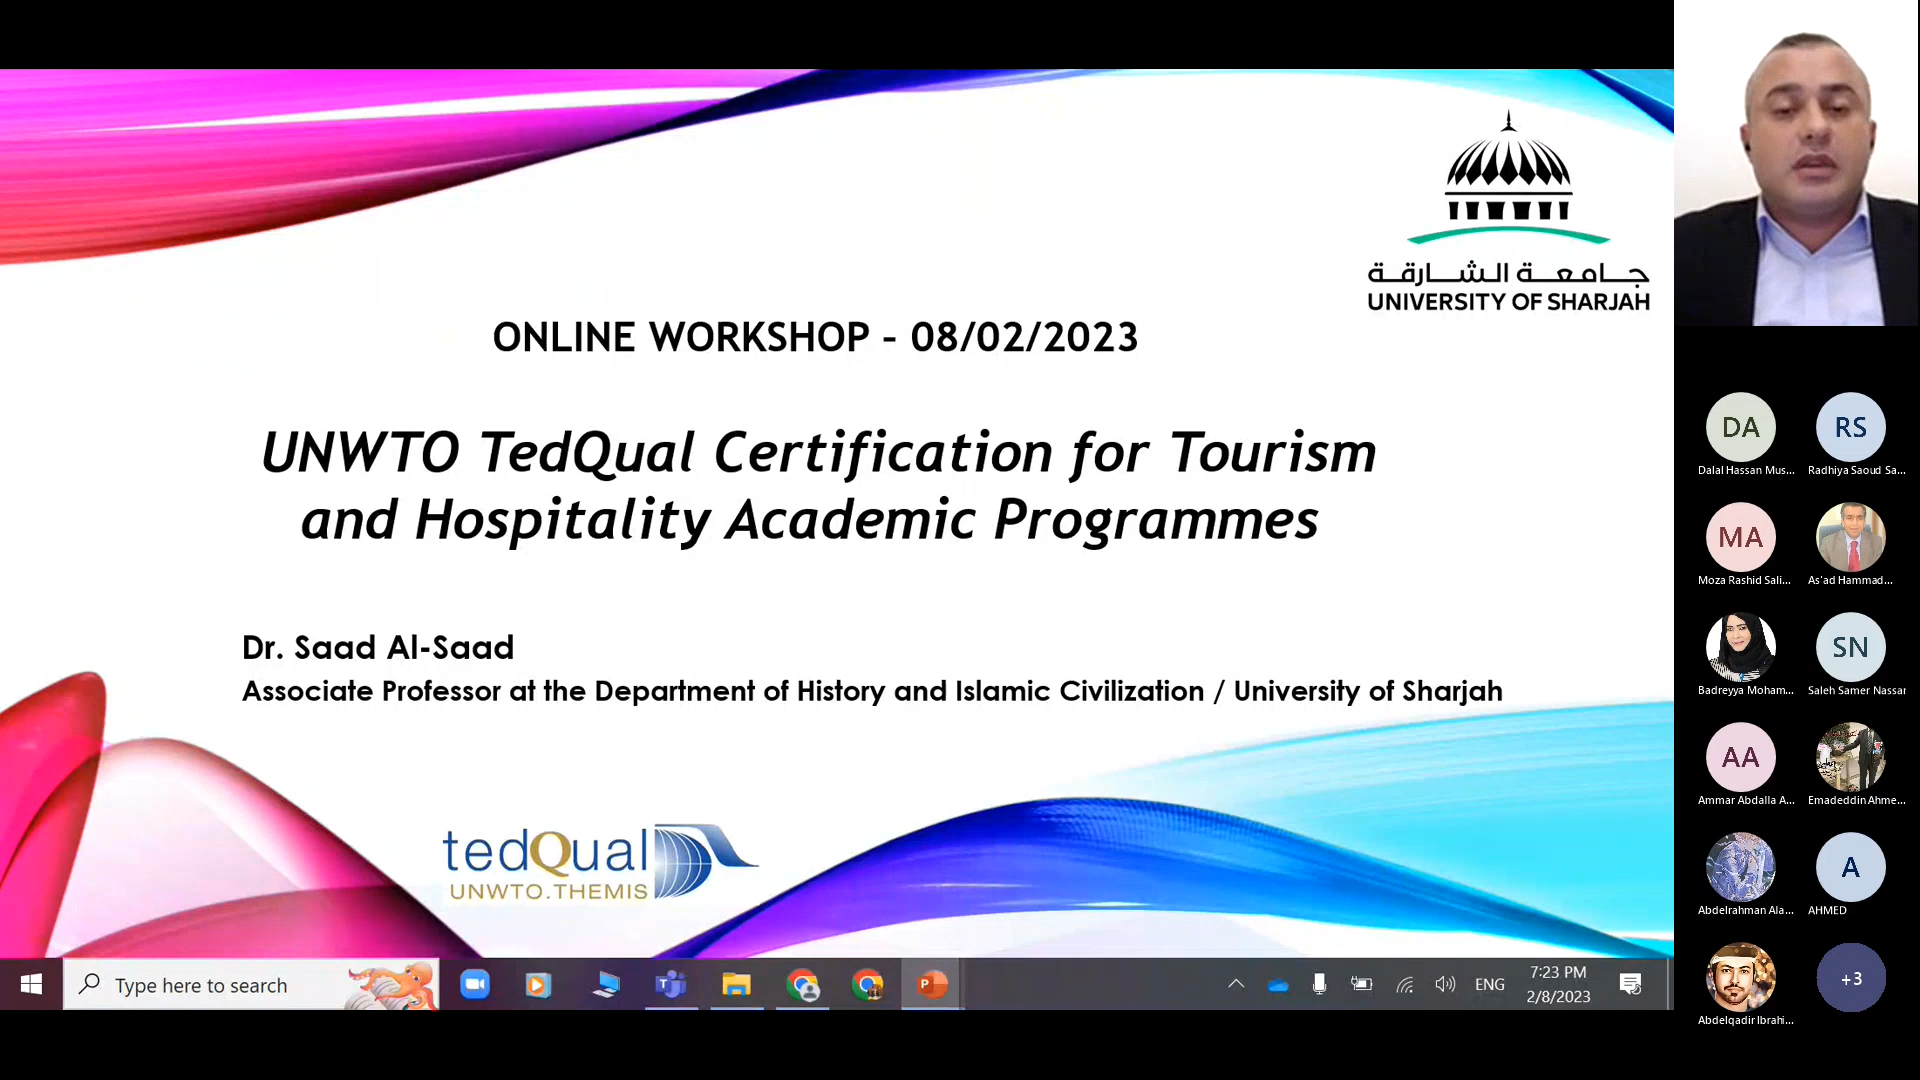 جامعة الشارقة
UNIVERSITY OF SHARJAH
ONLINE WORKSHOP - 08/02/2023
UNWTO TedQual Certification for Tourism
and Hospitality Academic Programmes
Dr. Saad Al-Saad
Associate Professor at the Department of History and Islamic Civilization / University of Sharjah
tedQual
UNWTO.THEMIS
Type here to search
ENG
7:23 PM
2/8/2023
DA
Dalal Hassan Mus...
RS
Radhiya Saoud Sa...
MA
Moza Rashid Sali...
As'ad Hammad...
Badreyya Moham...
SN
Saleh Samer Nassar
AA
Ammar Abdalla A...
Emadeddin Ahme...
Abdelrahman Ala...
A
AHMED
Abdelqadir Ibrahi...
+3